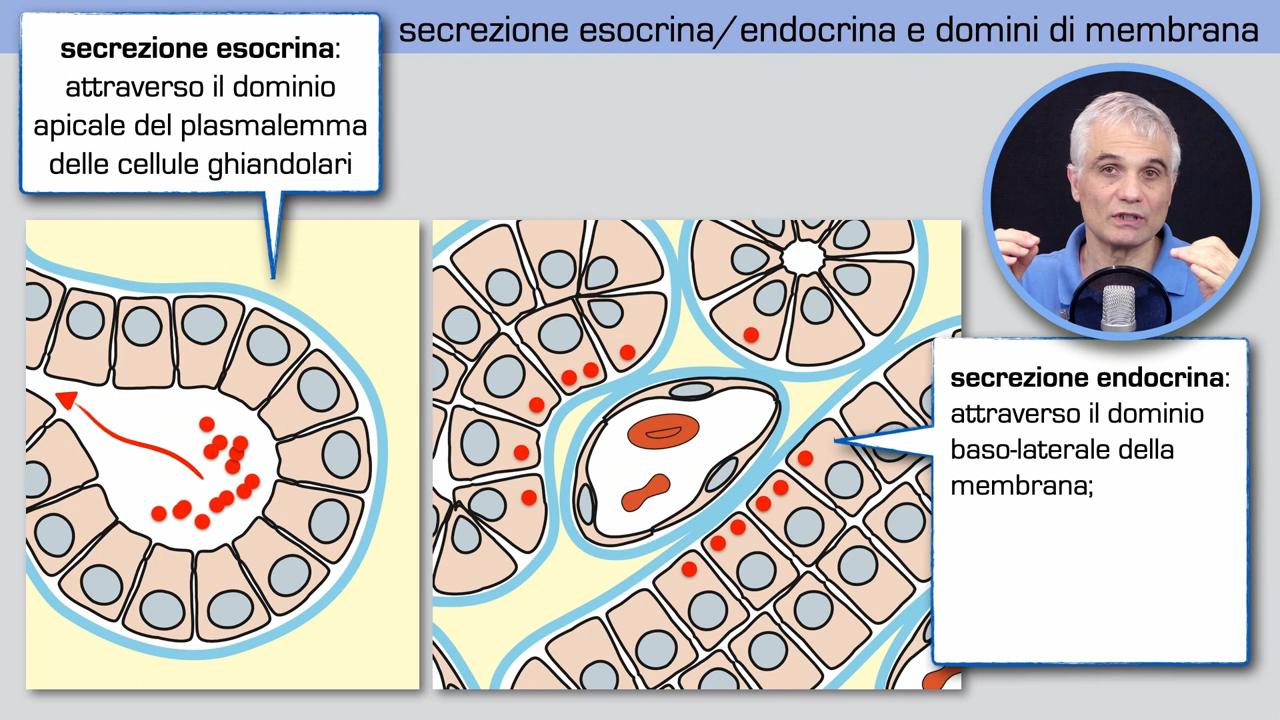 secrezione esocrina/endocrina e domini di membrana
secrezione esocrina:
attraverso il dominio
apicale del plasmalemma
delle cellule ghiandolari
secrezione endocrina:
attraverso il dominio
baso-laterale della
membrana;